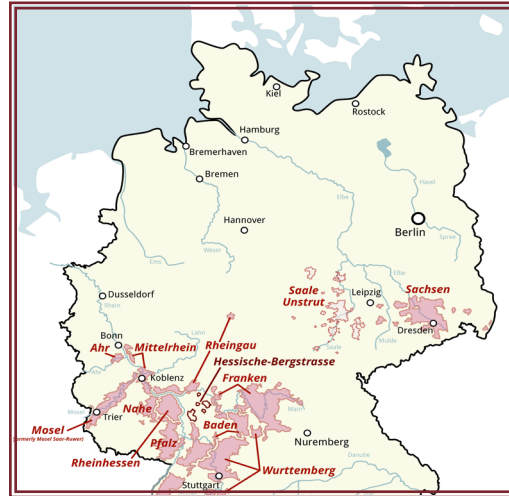 Kiel
Rostock
Hamburg
Bremerhaven
Bremen
Elbe
Havel
Hannover
Berlin
Spree
Weser
Ems
Saale
Unstrut
Leipzig
Elbe
Sachsen
Dusseldorf
Rhein
Dresden
Mulde
Saale
Bonn
Lahn
Rheingau
Ahr
Mittelrhein
Hessische-Bergstrasse
Ahr
Koblenz
Franken
Mosel
Trier
Nahe
Main
Mosel
(formerly Mosel Saar-Ruwer)
Baden
Nuremberg
Pfalz
Rheinhessen
Danube
Wurttemberg
Stuttgart